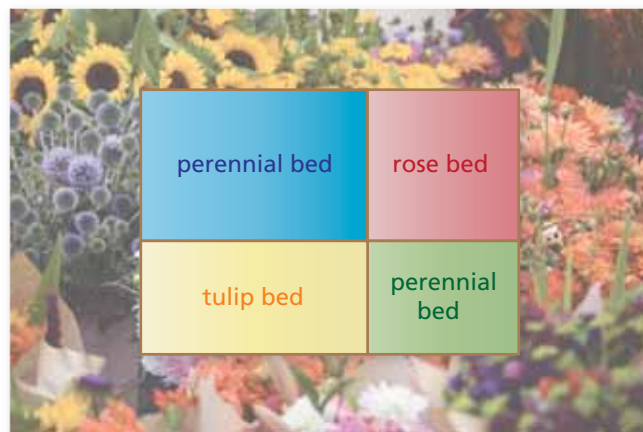 perennial bed
rose bed
tulip bed
perennial
bed